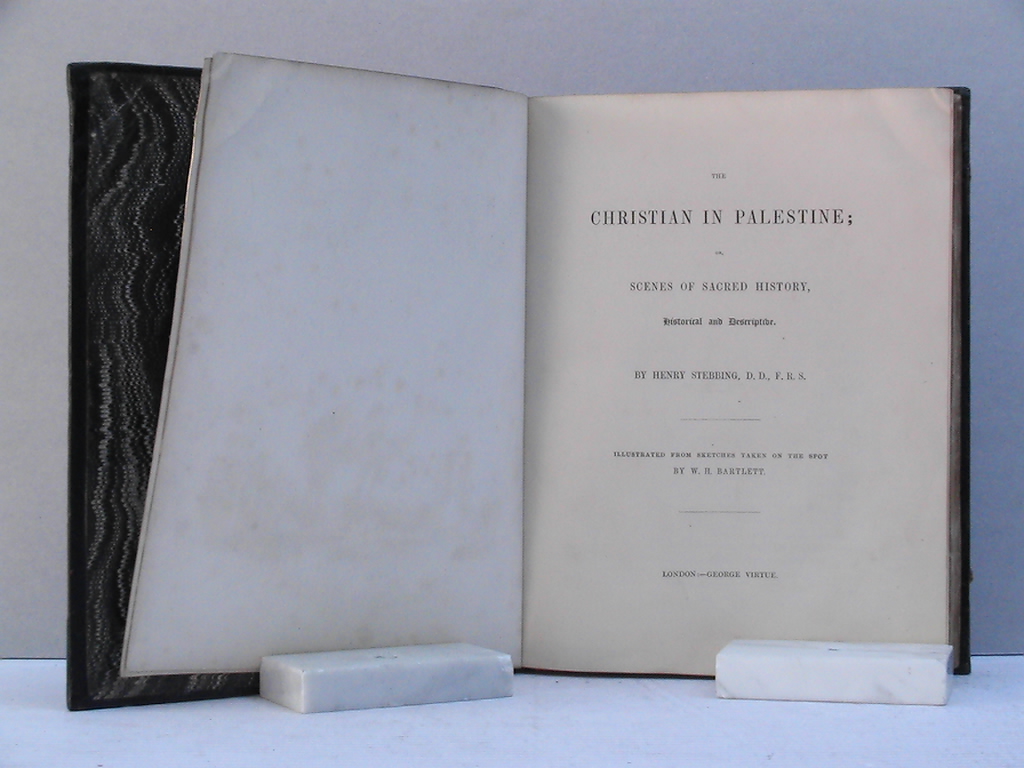 THE
CHRISTIAN IN PALESTINE;
OR,
SCENES OF SACRED HISTORY,
Historical and Descriptive.
BY HENRY STEBBING, D. D., F. R. S.
ILLUSTRATED FROM SKETCHES TAKEN ON THE SPOT
BY W. H. BARTLETT.
LONDON:—GEORGE VIRTUE.